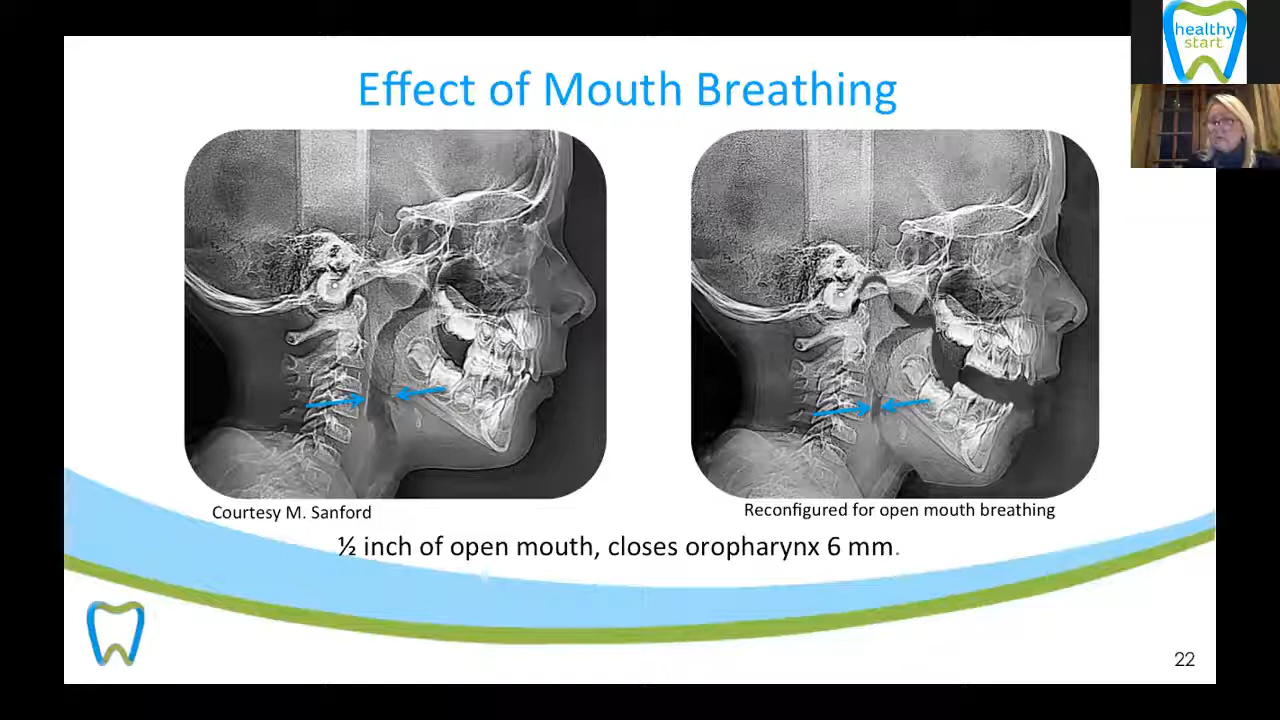 healthy
start
Effect of Mouth Breathing
Courtesy M. Sanford
Reconfigured for open mouth breathing
½ inch of open mouth, closes oropharynx 6 mm.
22